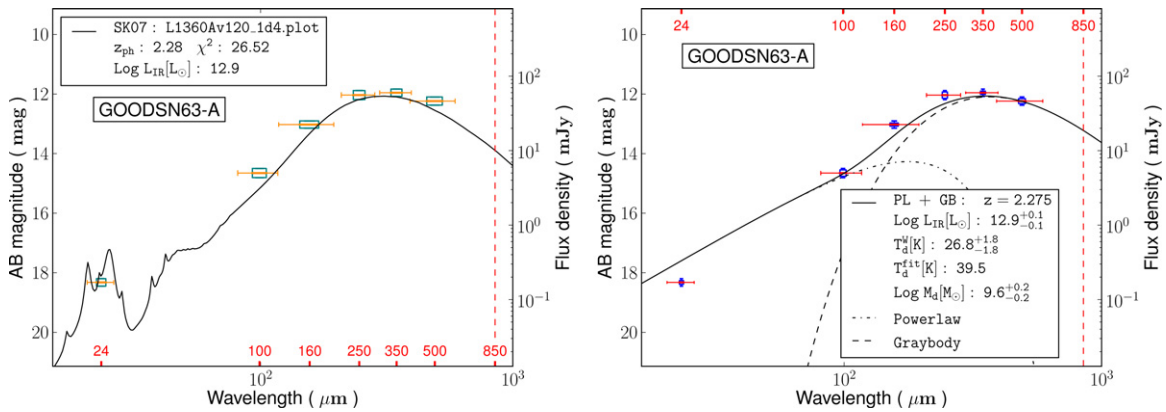 SK07 : L1360Av120_1d4.plot
z_ph : 2.28 χ² : 26.52
Log L_IR[L_⊙] : 12.9
GOODSN63-A
10
12
14
16
18
20
AB magnitude ( mag )
10²
10¹
10⁰
10⁻¹
Flux density ( mJy )
24 100 160 250 350 500 850
10² 10³
Wavelength ( μm )
24 100 160 250 350 500 850
GOODSN63-A
10
12
14
16
18
20
AB magnitude ( mag )
PL + GB : z = 2.275
Log L_IR[L_⊙] : 12.9^{+0.1}_{-0.1}
T_d^W[K] : 26.8^{+1.8}_{-1.8}
T_d^fit[K] : 39.5
Log M_d[M_⊙] : 9.6^{+0.2}_{-0.2}
Powerlaw
Graybody
10²
10¹
10⁰
10⁻¹
Flux density ( mJy )
10² 10³
Wavelength ( μm )